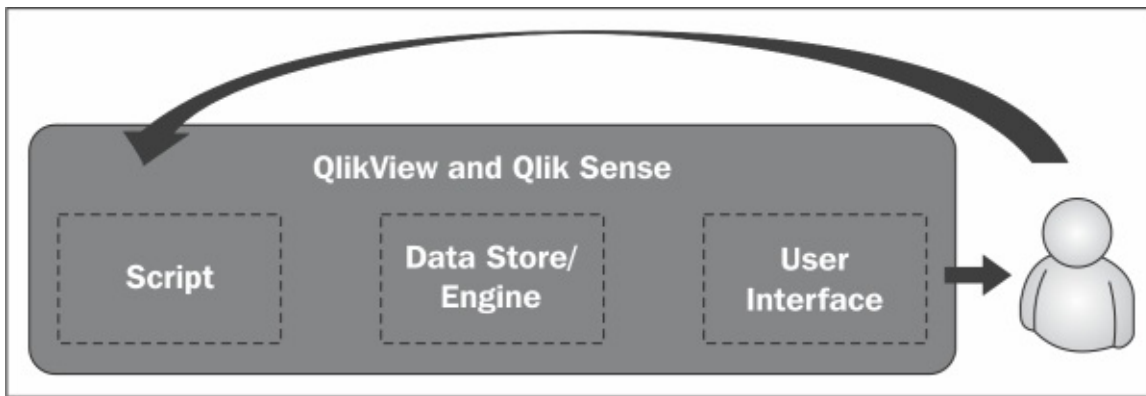 QlikView and Qlik Sense
Script
Data Store/
Engine
User
Interface